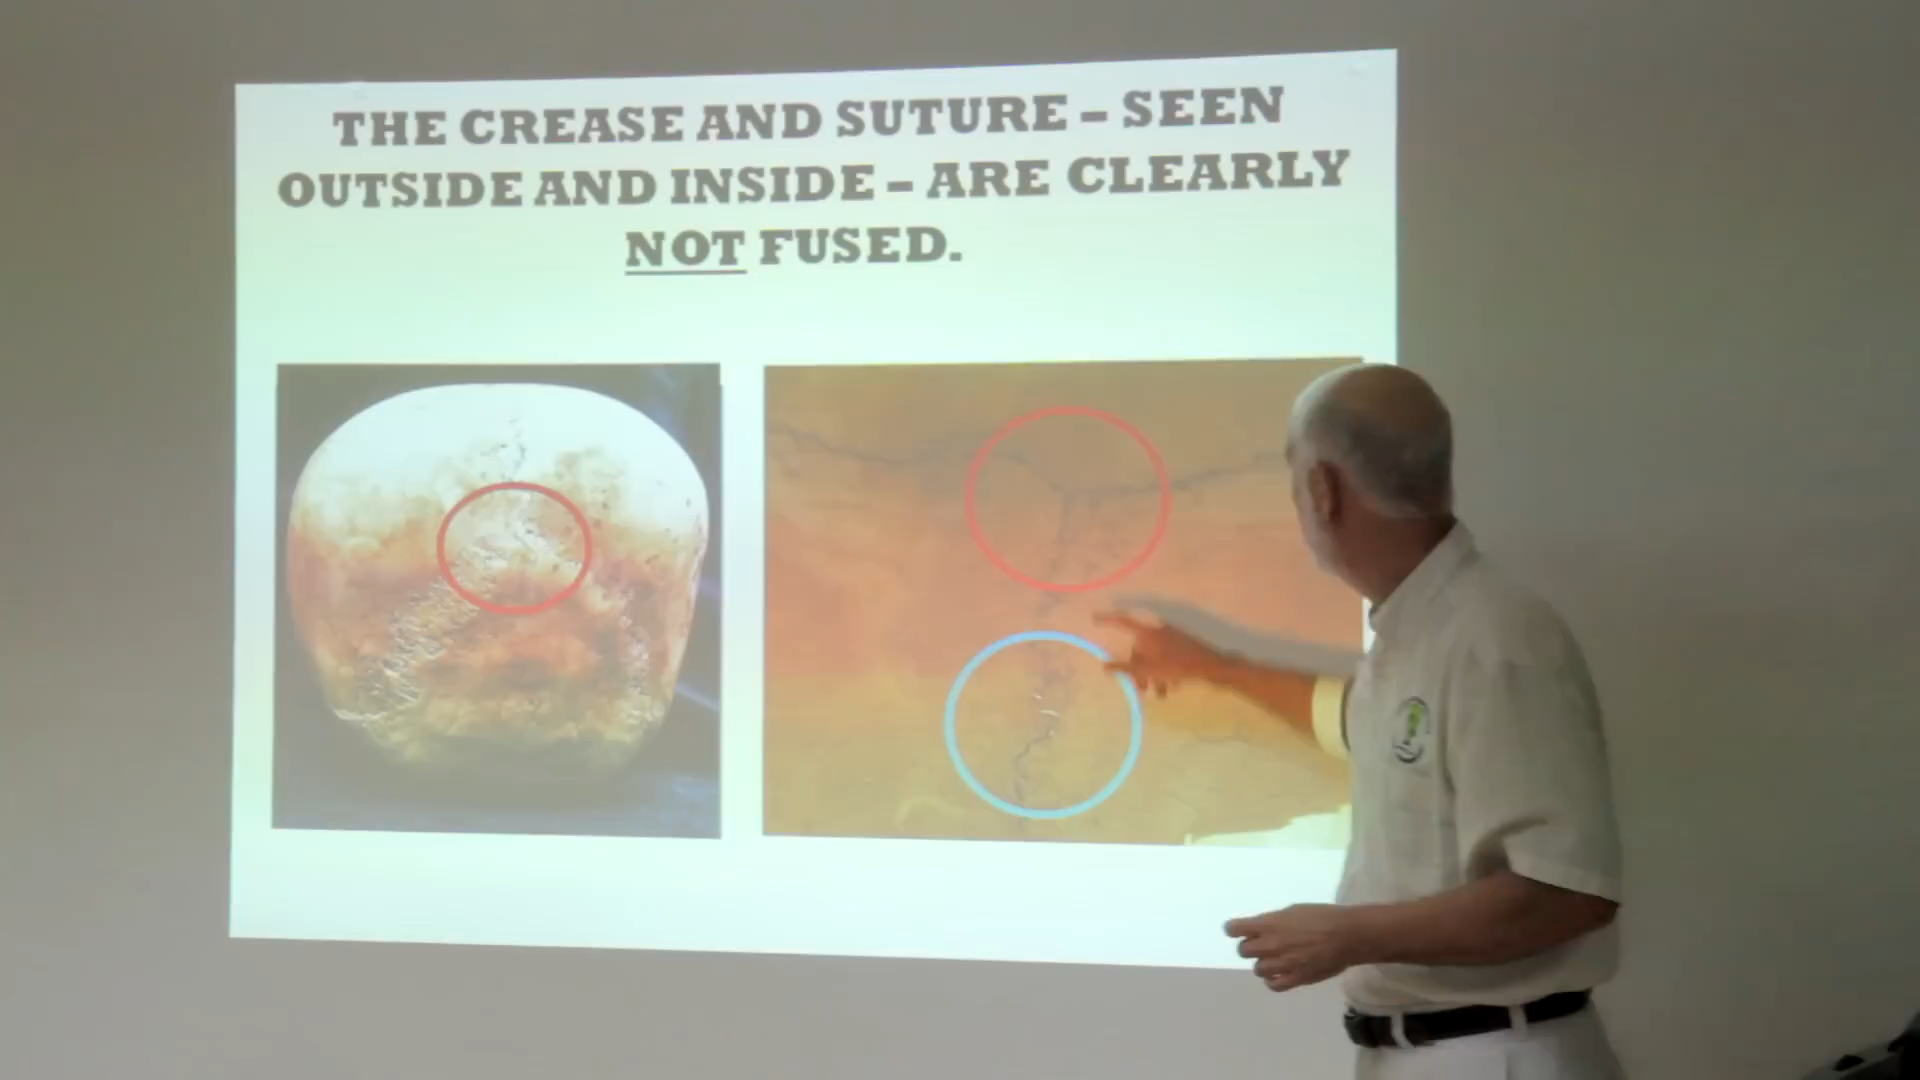 THE CREASE AND SUTURE – SEEN
OUTSIDE AND INSIDE – ARE CLEARLY
NOT FUSED.